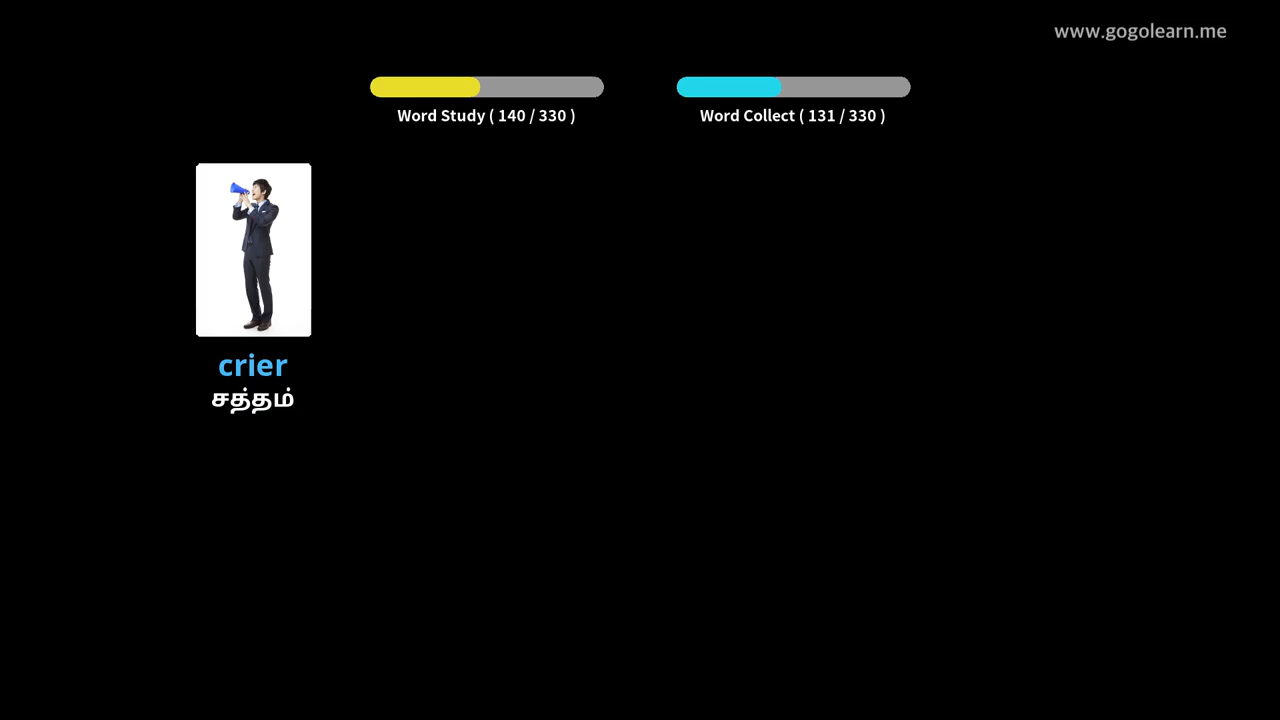 www.gogolearn.me
Word Study ( 140 / 330 )
Word Collect ( 131 / 330 )
crier
சத்தம்